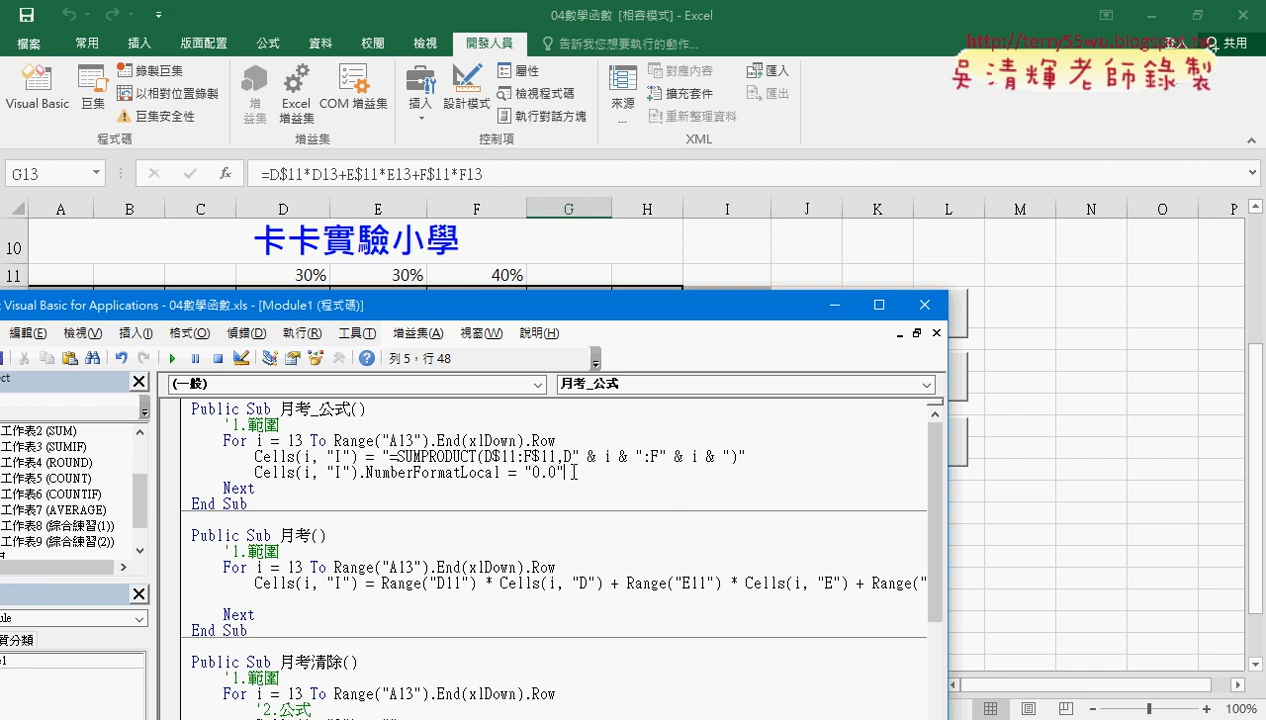 04數學函數 [相容模式] - Excel
http://terry55wu.blogspot.tw
吳清輝老師錄製
檔案 常用 插入 版面配置 公式 資料 校閱 檢視 開發人員 告訴我您想要執行的動作... 共用
Visual Basic 巨集 錄製巨集 以相對位置錄製 巨集安全性 程式碼
增益集 Excel 增益集 COM 增益集 增益集
插入 設計模式 屬性 檢視程式碼 執行對話方塊 控制項
來源 ... 對應內容 擴充套件 重新整理資料 匯入 匯出 XML
G13 fx =D$11*D13+E$11*E13+F$11*F13
A B C D E F G H I J K L M N O P
10 卡卡實驗小學
11 30% 30% 40%
Visual Basic for Applications - 04數學函數.xls - [Module1 (程式碼)]
編輯(E) 檢視(V) 插入(I) 格式(O) 偵錯(D) 執行(R) 工具(T) 增益集(A) 視窗(W) 說明(H)
列 5，行 48
(一般) 月考_公式
工作表2 (SUM)
工作表3 (SUMIF)
工作表4 (ROUND)
工作表5 (COUNT)
工作表6 (COUNTIF)
工作表7 (AVERAGE)
工作表8 (綜合練習(1))
工作表9 (綜合練習(2))
Public Sub 月考_公式()
'1.範圍
For i = 13 To Range("A13").End(xlDown).Row
Cells(i, "I") = "=SUMPRODUCT(D$11:F$11,D" & i & ":F" & i & ")"
Cells(i, "I").NumberFormatLocal = "0.0"
Next
End Sub
Public Sub 月考()
'1.範圍
For i = 13 To Range("A13").End(xlDown).Row
Cells(i, "I") = Range("D11") * Cells(i, "D") + Range("E11") * Cells(i, "E") + Range("
Next
End Sub
Public Sub 月考清除()
'1.範圍
For i = 13 To Range("A13").End(xlDown).Row
'2.公式
100%